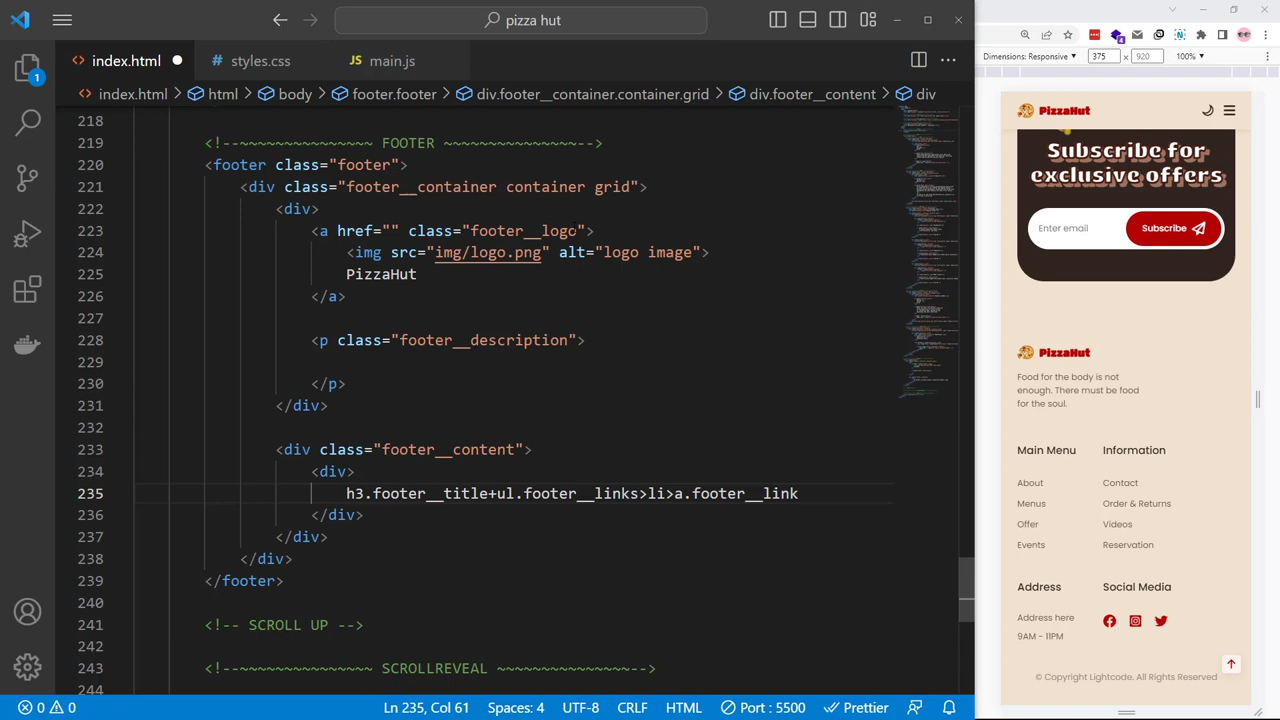 pizza hut
index.html
# styles.css
JS main.js
1
<> index.html > html > body > footer.footer > div.footer__container.container.grid > div.footer__content > div
218
219 <!--~~~~~~~~~~~~~~~ FOOTER ~~~~~~~~~~~~~~~-->
220 <footer class="footer">
221 <div class="footer__container container grid">
222 <div>
223 <a href="" class="footer__logo">
224 <img src="img/logo.png" alt="logo image">
225 PizzaHut
226 </a>
227
228 <p class="footer__description">
229
230 </p>
231 </div>
232
233 <div class="footer__content">
234 <div>
235 h3.footer__title+ul.footer__links>li>a.footer__link
236 </div>
237 </div>
238 </div>
239 </footer>
240
241 <!-- SCROLL UP -->
242
243 <!--~~~~~~~~~~~~~~~ SCROLLREVEAL ~~~~~~~~~~~~~~~-->
244
0 0
Ln 235, Col 61
Spaces: 4
UTF-8
CRLF
HTML
Port : 5500
Prettier
Dimensions: Responsive
375 × 920
100%
PizzaHut
Subscribe for
exclusive offers
Enter email
Subscribe
PizzaHut
Food for the body is not
enough. There must be food
for the soul.
Main Menu
About
Menus
Offer
Events
Information
Contact
Order & Returns
Videos
Reservation
Address
Address here
9AM - 11PM
Social Media
© Copyright Lightcode. All Rights Reserved